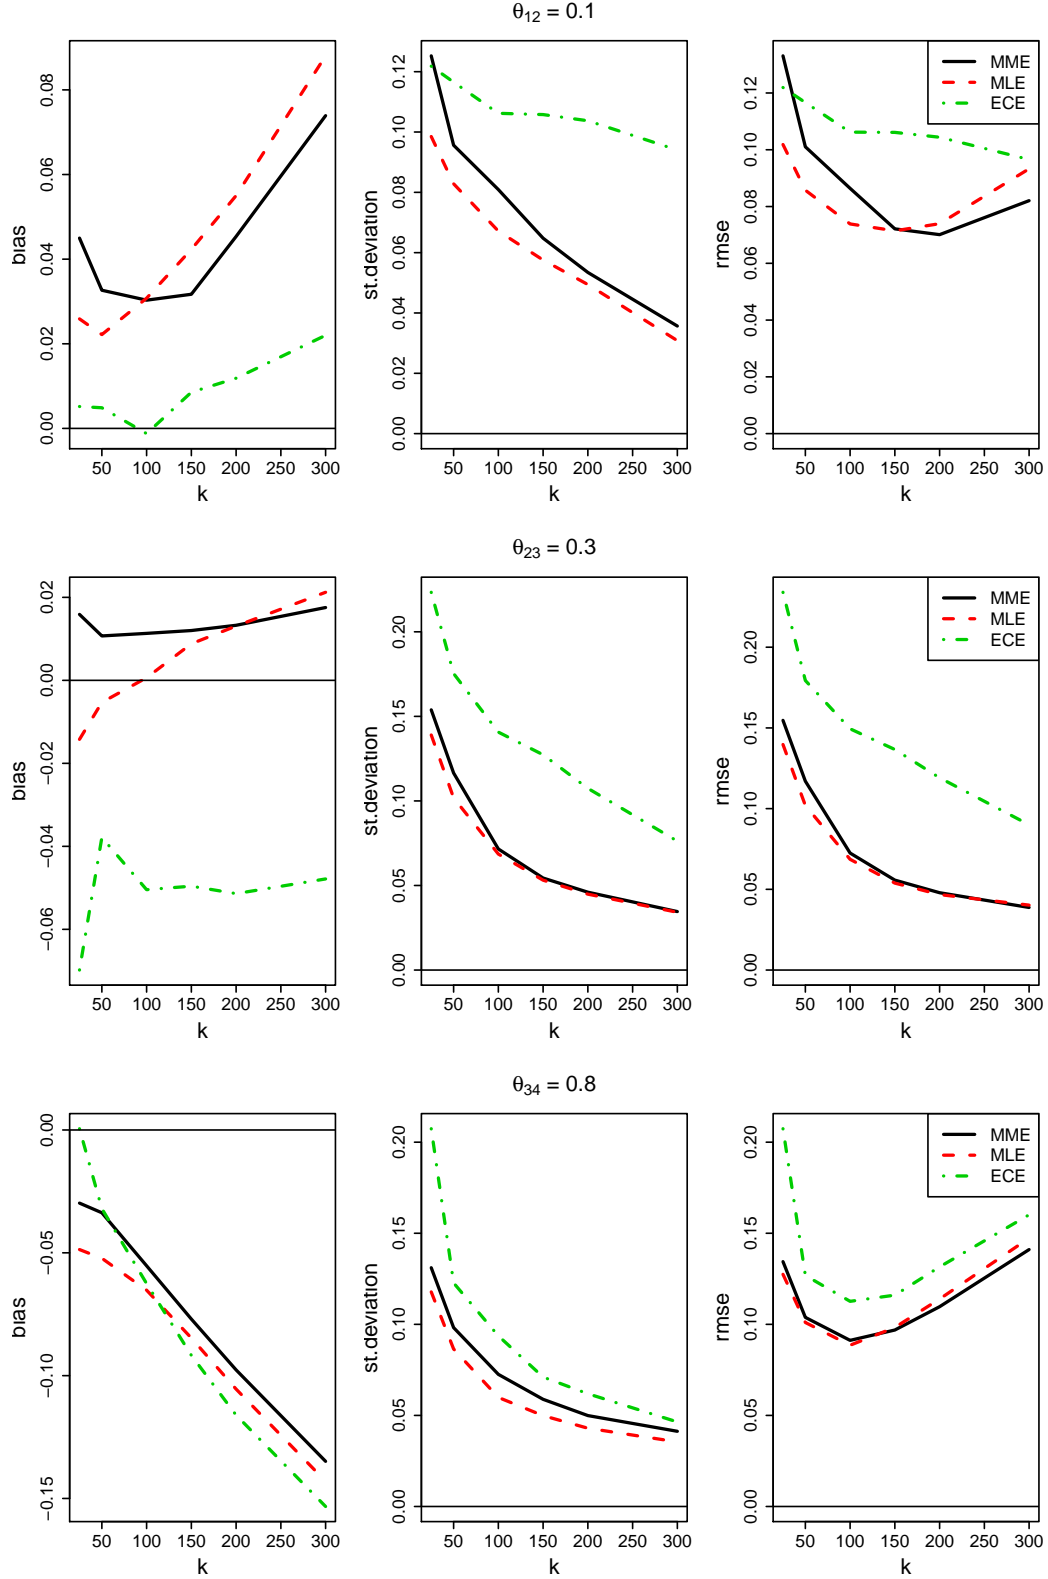 θ12 = 0.1
bias
0.00 0.02 0.04 0.06 0.08
50 100 150 200 250 300
k
st.deviation
0.00 0.02 0.04 0.06 0.08 0.10 0.12
50 100 150 200 250 300
k
rmse
0.00 0.02 0.04 0.06 0.08 0.10 0.12
50 100 150 200 250 300
k
MME
MLE
ECE
θ23 = 0.3
bias
−0.06 −0.04 −0.02 0.00 0.02
50 100 150 200 250 300
k
st.deviation
0.00 0.05 0.10 0.15 0.20
50 100 150 200 250 300
k
rmse
0.00 0.05 0.10 0.15 0.20
50 100 150 200 250 300
k
MME
MLE
ECE
θ34 = 0.8
bias
−0.15 −0.10 −0.05 0.00
50 100 150 200 250 300
k
st.deviation
0.00 0.05 0.10 0.15 0.20
50 100 150 200 250 300
k
rmse
0.00 0.05 0.10 0.15 0.20
50 100 150 200 250 300
k
MME
MLE
ECE